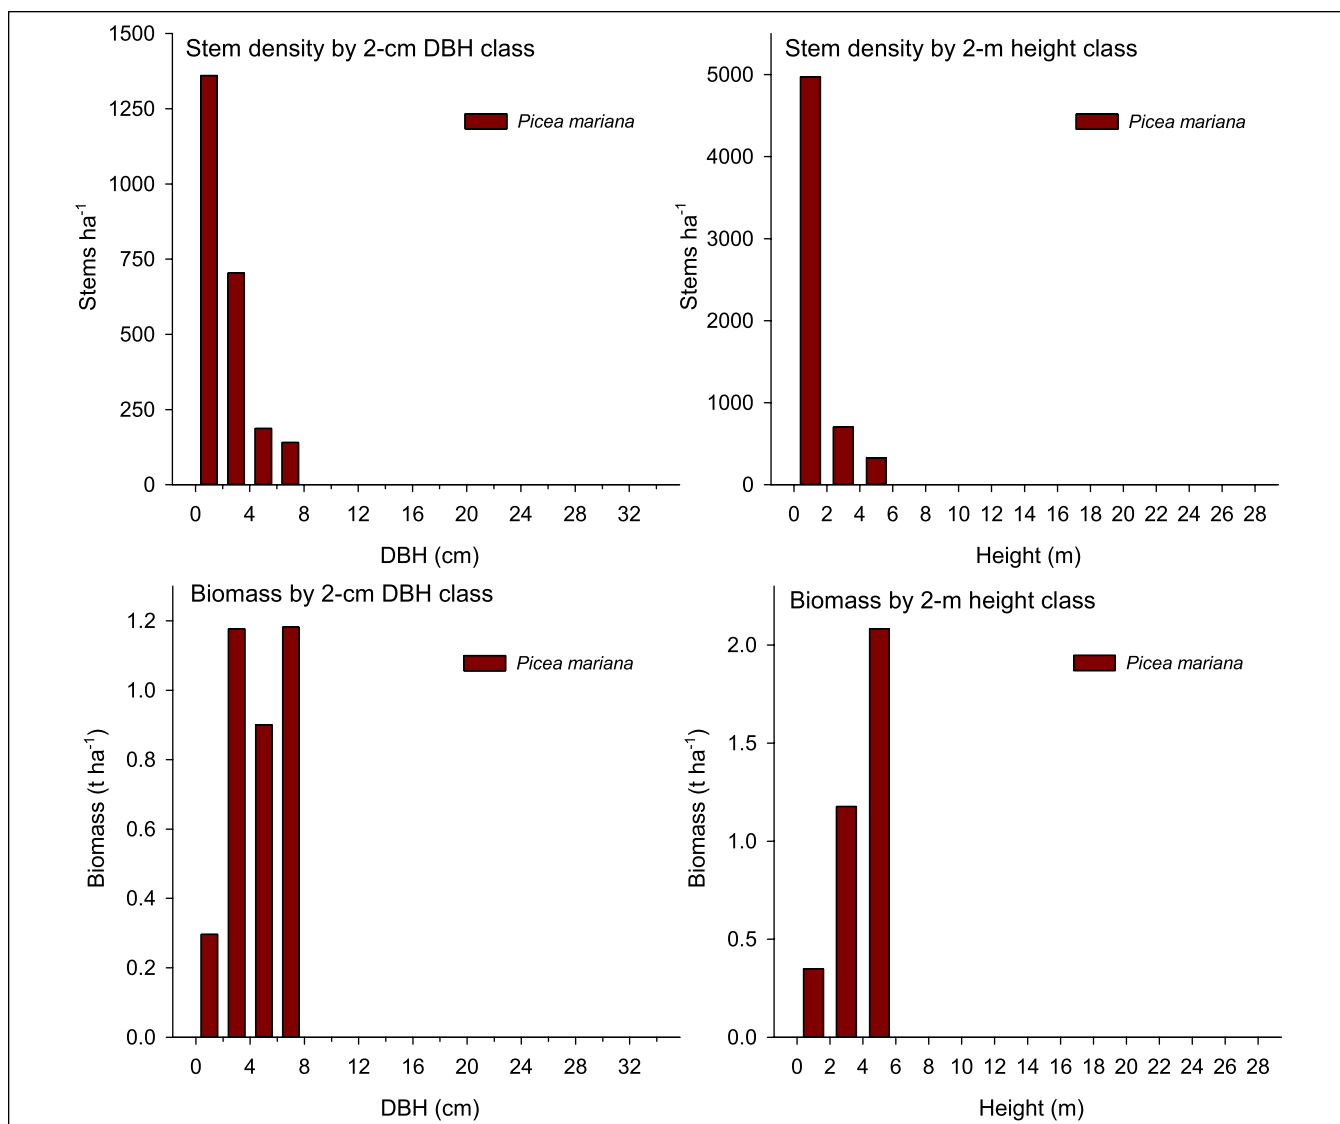 Stem density by 2-cm DBH class
Picea mariana
Stems ha-1
1500
1250
1000
750
500
250
0
0 4 8 12 16 20 24 28 32
DBH (cm)
Stem density by 2-m height class
Picea mariana
Stems ha-1
5000
4000
3000
2000
1000
0
0 2 4 6 8 10 12 14 16 18 20 22 24 26 28
Height (m)
Biomass by 2-cm DBH class
Picea mariana
Biomass (t ha-1)
1.2
1.0
0.8
0.6
0.4
0.2
0.0
0 4 8 12 16 20 24 28 32
DBH (cm)
Biomass by 2-m height class
Picea mariana
Biomass (t ha-1)
2.0
1.5
1.0
0.5
0.0
0 2 4 6 8 10 12 14 16 18 20 22 24 26 28
Height (m)